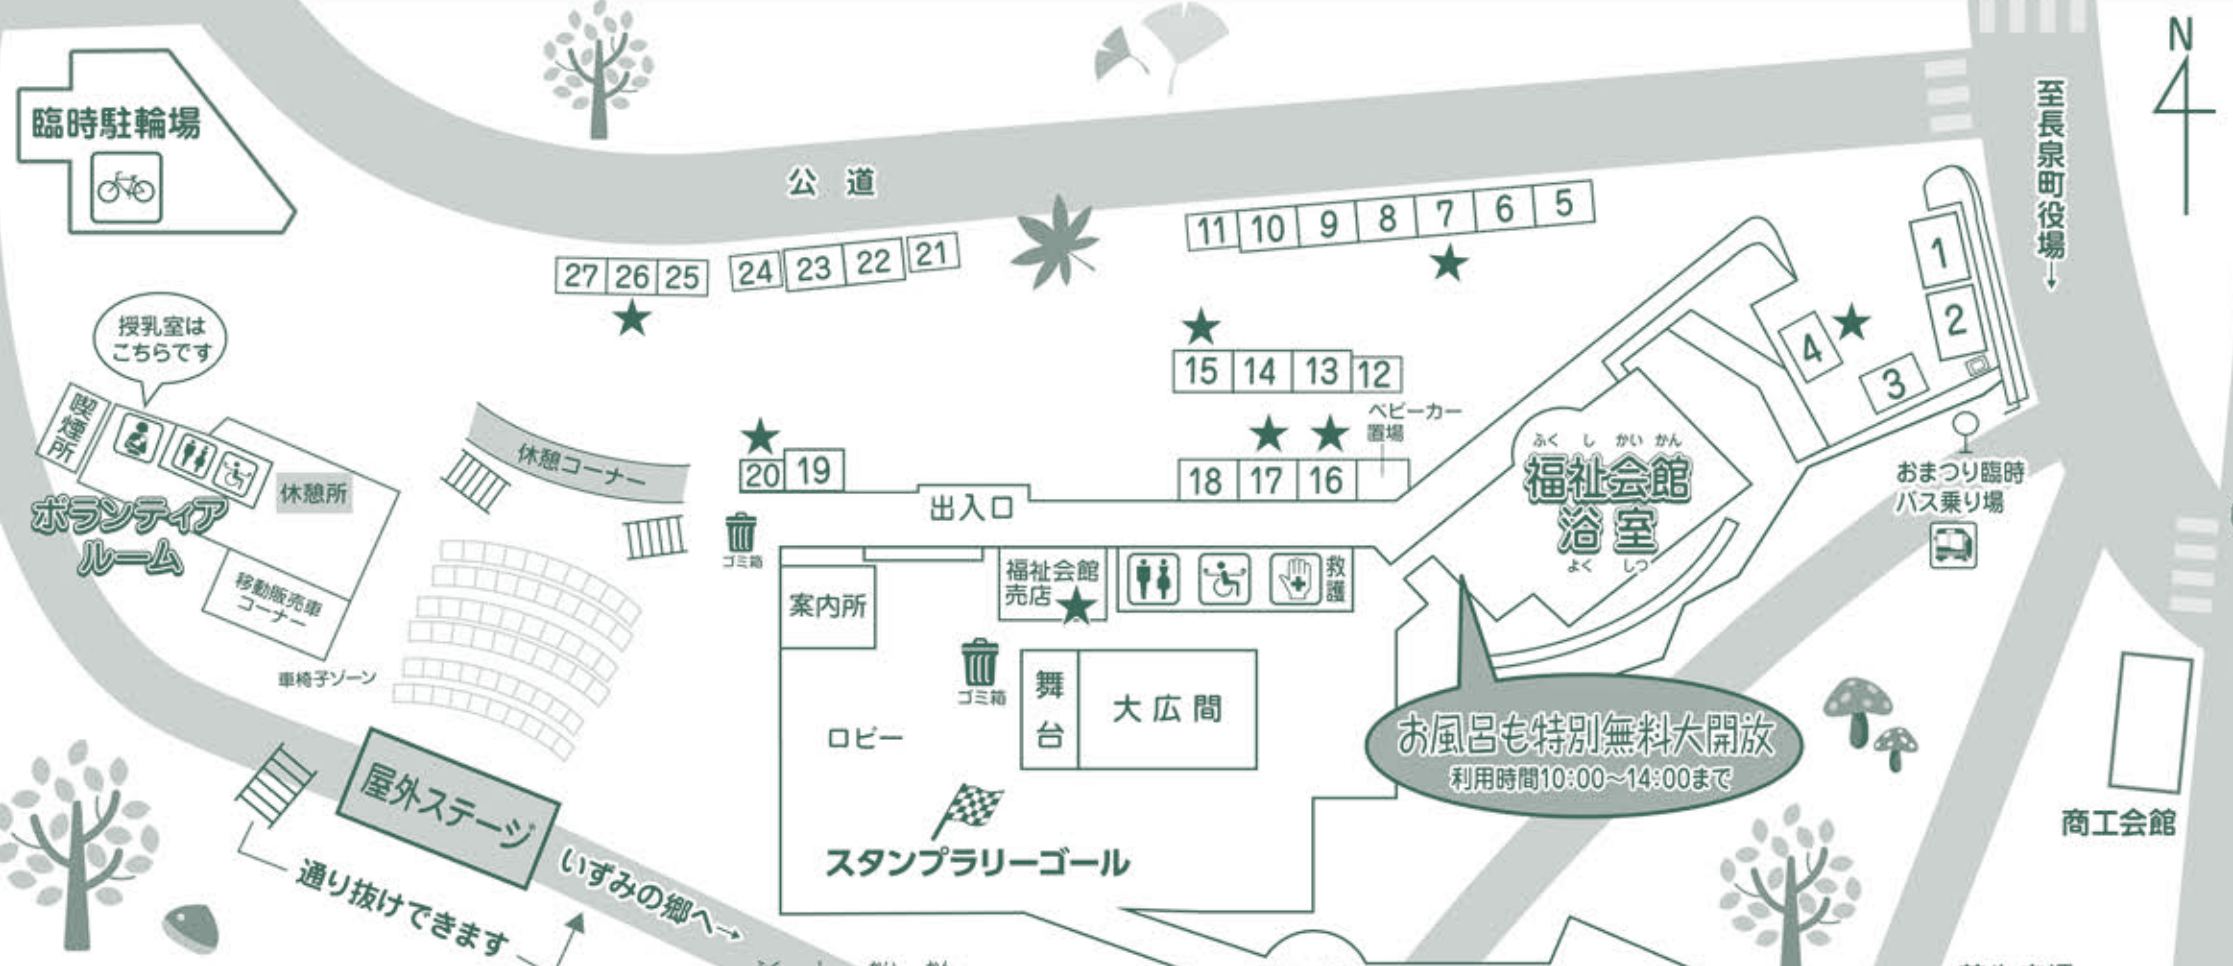 N
臨時駐輪場
公道
至長泉町役場→
11 10 9 8 7 6 5
27 26 25 24 23 22 21
1
2
4
3
授乳室は
こちらです
15 14 13 12
ベビーカー
置場
喫煙所
休憩コーナー
休憩所
ボランティア
ルーム
移動販売車
コーナー
車椅子ゾーン
20 19
18 17 16
出入口
ゴミ箱
ふく し かい かん
福祉会館
浴室
よく しつ
おまつり臨時
バス乗り場
案内所
福祉会館
売店
救護
ゴミ箱
舞台
大広間
ロビー
お風呂も特別無料大開放
利用時間10:00〜14:00まで
商工会館
屋外ステージ
スタンプラリーゴール
いずみの郷へ→
通り抜けできます